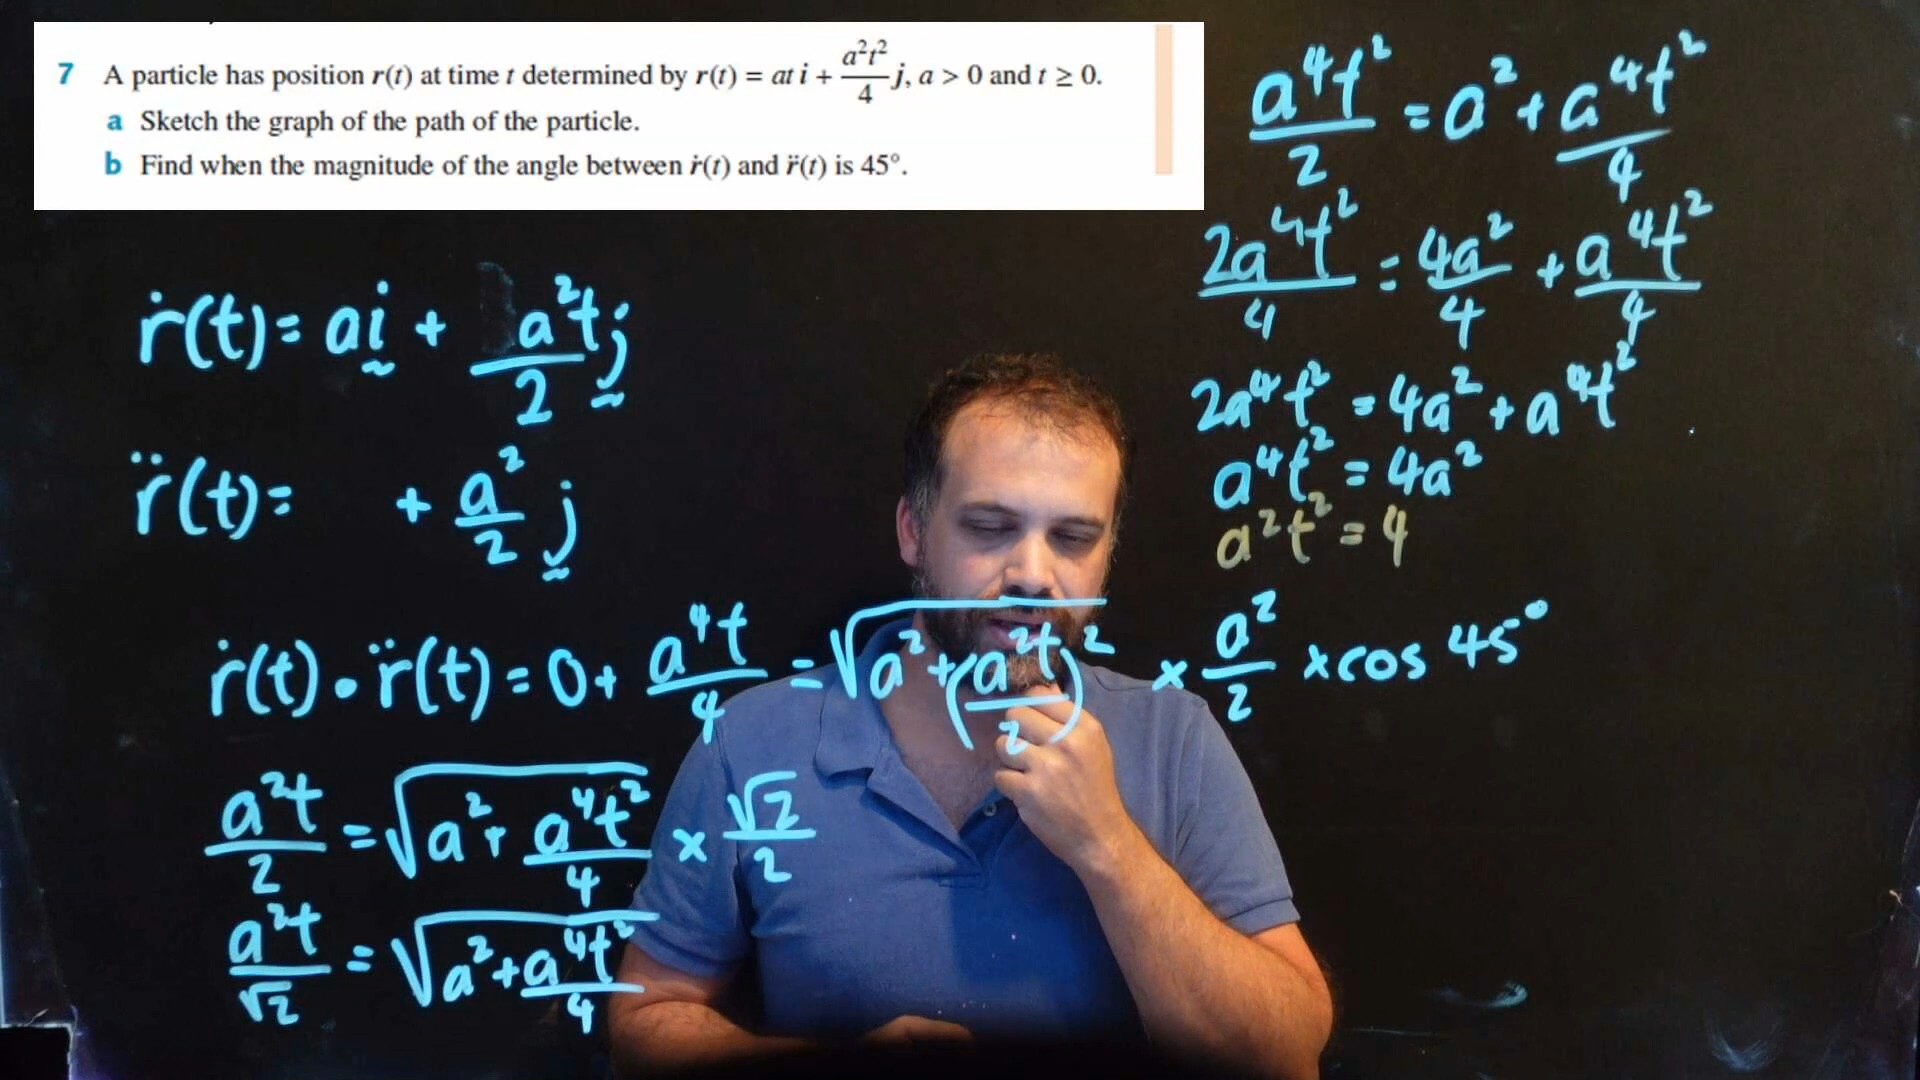 7 A particle has position r(t) at time t determined by r(t) = at i + a²t²/4 j, a > 0 and t ≥ 0.
a Sketch the graph of the path of the particle.
b Find when the magnitude of the angle between ṙ(t) and r̈(t) is 45°.
ṙ(t) = ai + a²t/2 j
r̈(t) = + a²/2 j
ṙ(t) · r̈(t) = 0 + a⁴t/4 = √(a² + (a²t/2)²) × a²/2 × cos 45°
a²t/2 = √(a² + a⁴t²/4) × √2/2
a²t/√2 = √(a² + a⁴t²/4)
a⁴t²/2 = a² + a⁴t²/4
2a⁴t²/4 = 4a²/4 + a⁴t²/4
2a⁴t² = 4a² + a⁴t²
a⁴t² = 4a²
a²t² = 4